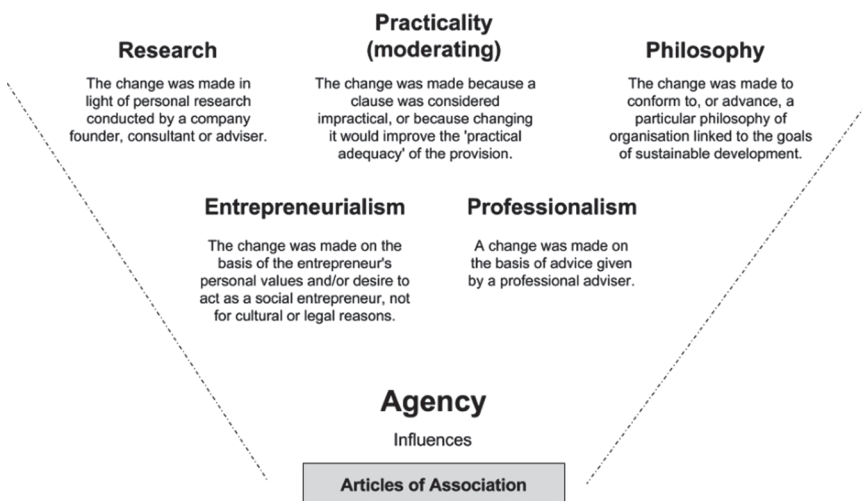 Research
The change was made in
light of personal research
conducted by a company
founder, consultant or adviser.
Practicality
(moderating)
The change was made because a
clause was considered
impractical, or because changing
it would improve the 'practical
adequacy' of the provision.
Philosophy
The change was made to
conform to, or advance, a
particular philosophy of
organisation linked to the goals
of sustainable development.
Entrepreneurialism
The change was made on the
basis of the entrepreneur's
personal values and/or desire to
act as a social entrepreneur, not
for cultural or legal reasons.
Professionalism
A change was made on
the basis of advice given
by a professional adviser.
Agency
Influences
Articles of Association